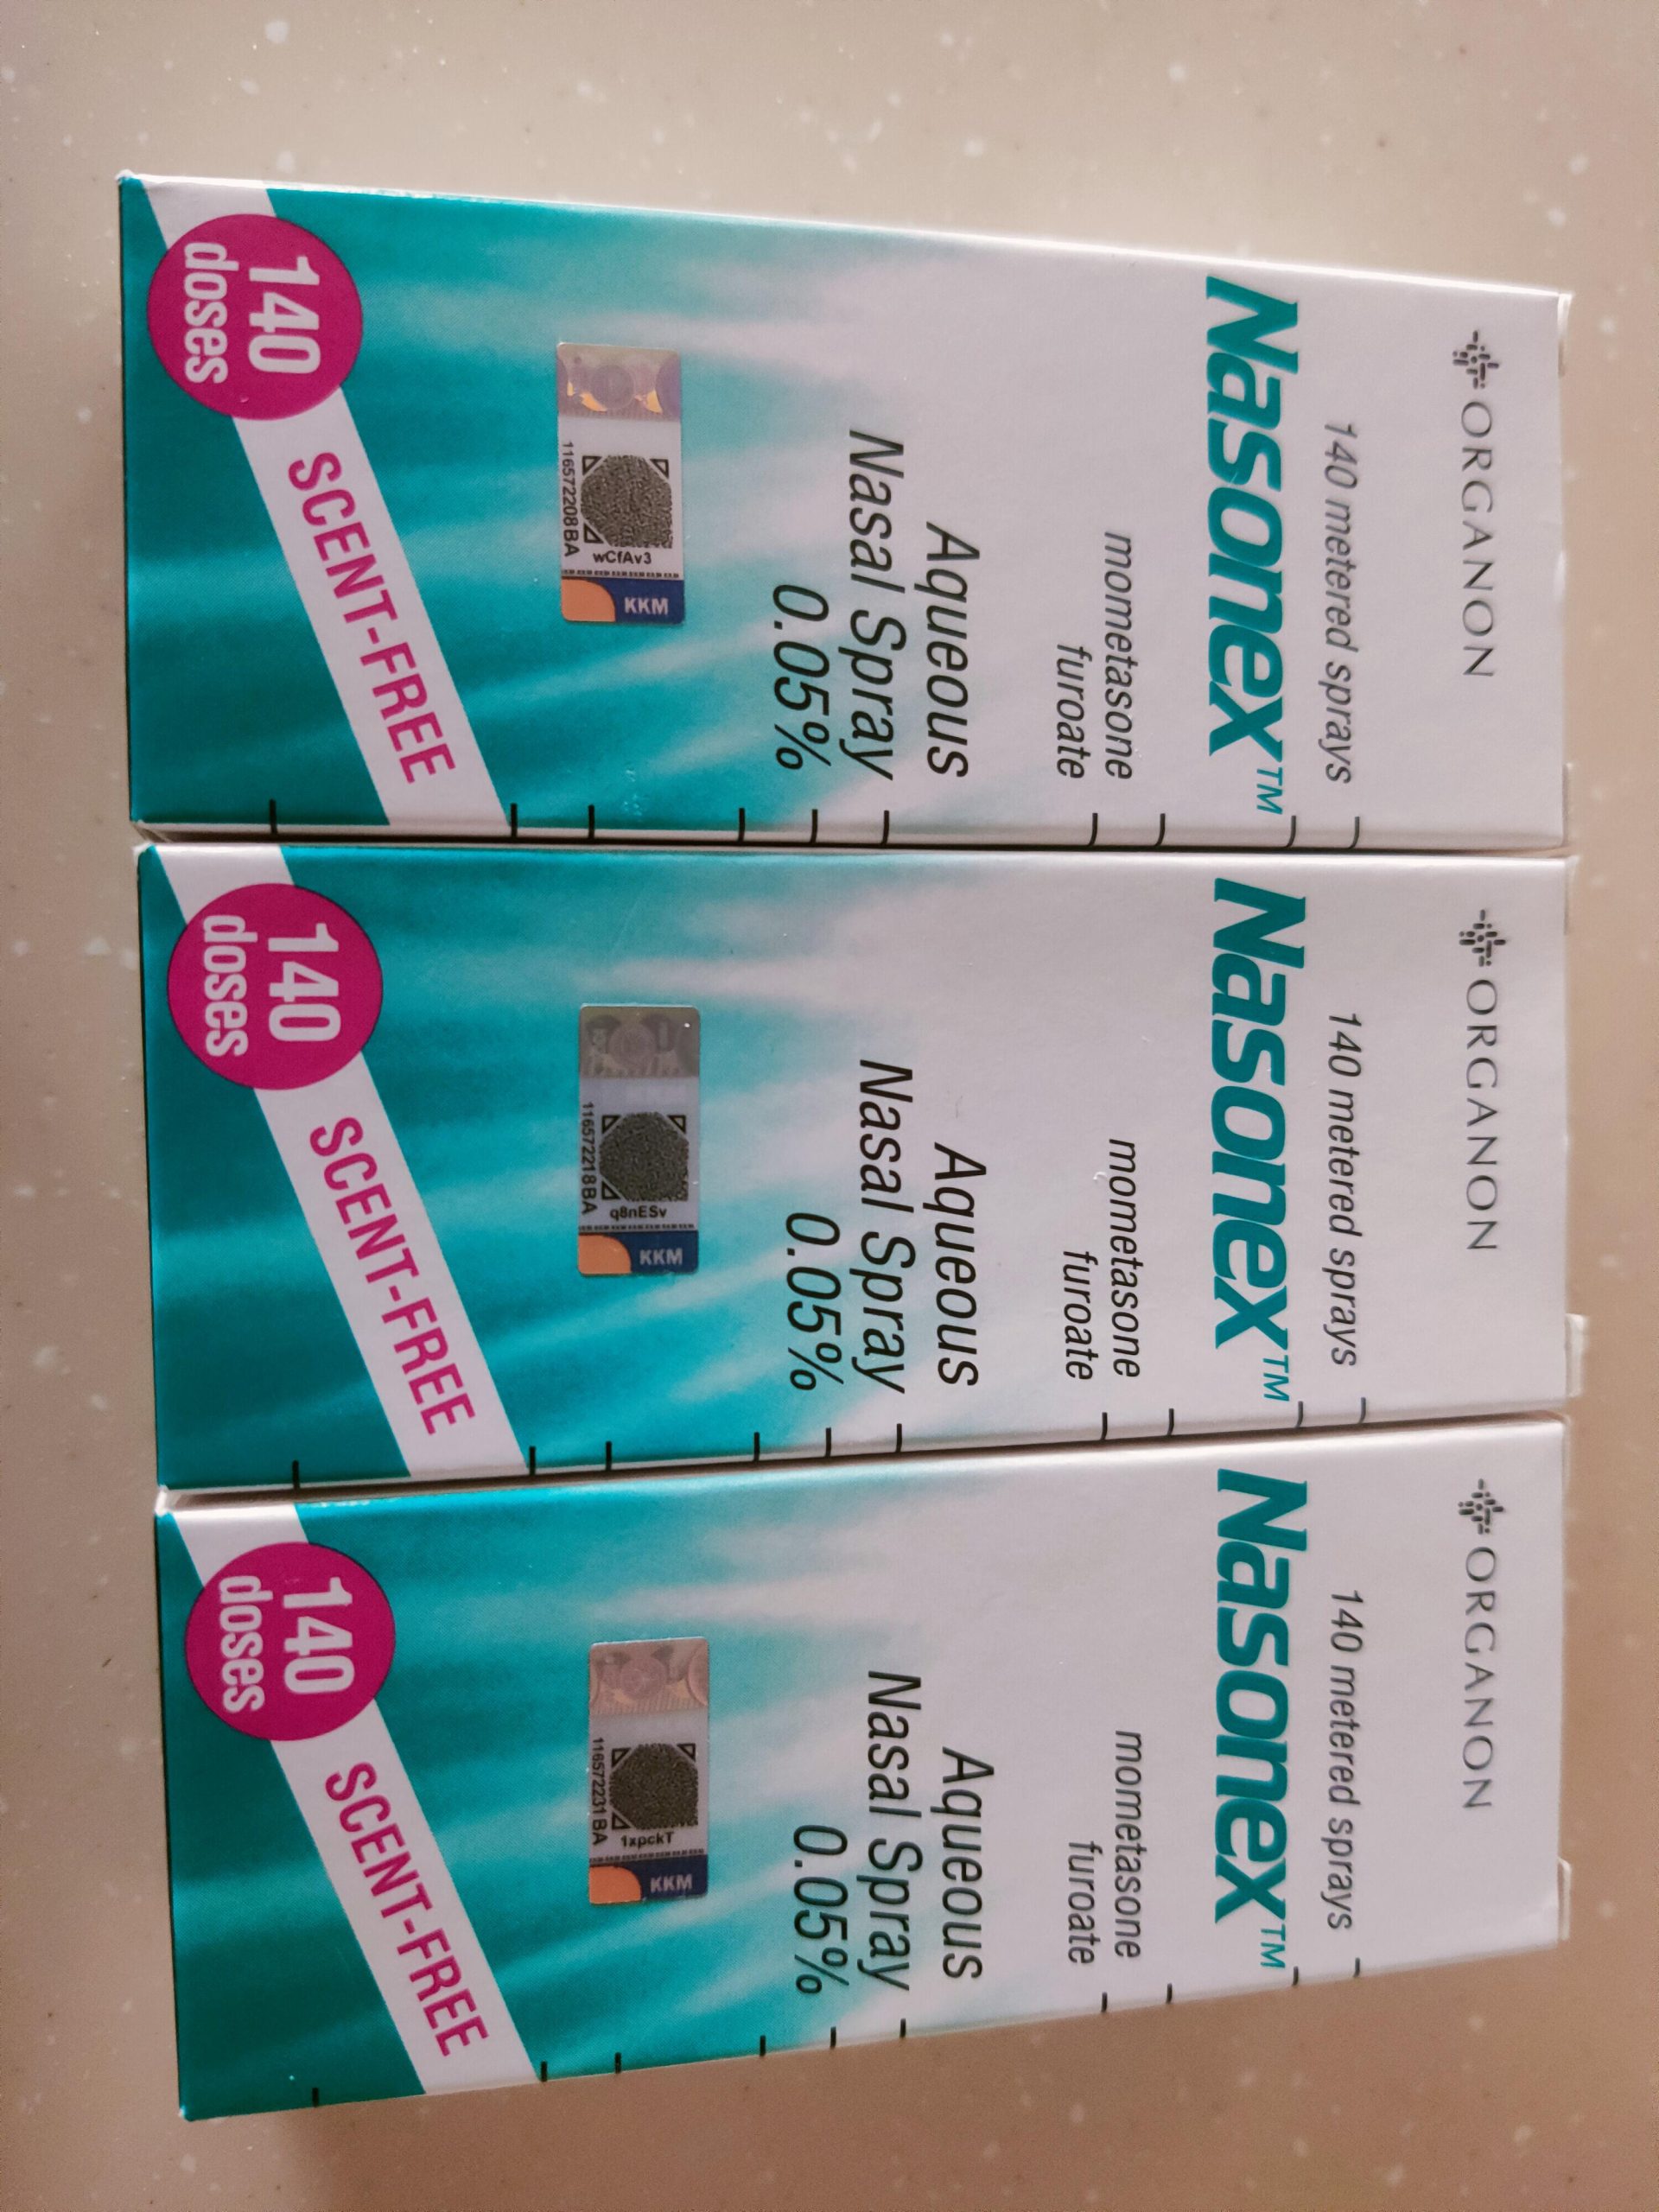 ORGANON
140 metered sprays
Nasonex™
mometasone
furoate
Aqueous
Nasal Spray
0.05%
KKM
wCfAv3
116572208BA
140
doses
SCENT-FREE
ORGANON
140 metered sprays
Nasonex™
mometasone
furoate
Aqueous
Nasal Spray
0.05%
KKM
q8nESv
116572218BA
140
doses
SCENT-FREE
ORGANON
140 metered sprays
Nasonex™
mometasone
furoate
Aqueous
Nasal Spray
0.05%
KKM
1xpckT
116572231BA
140
doses
SCENT-FREE